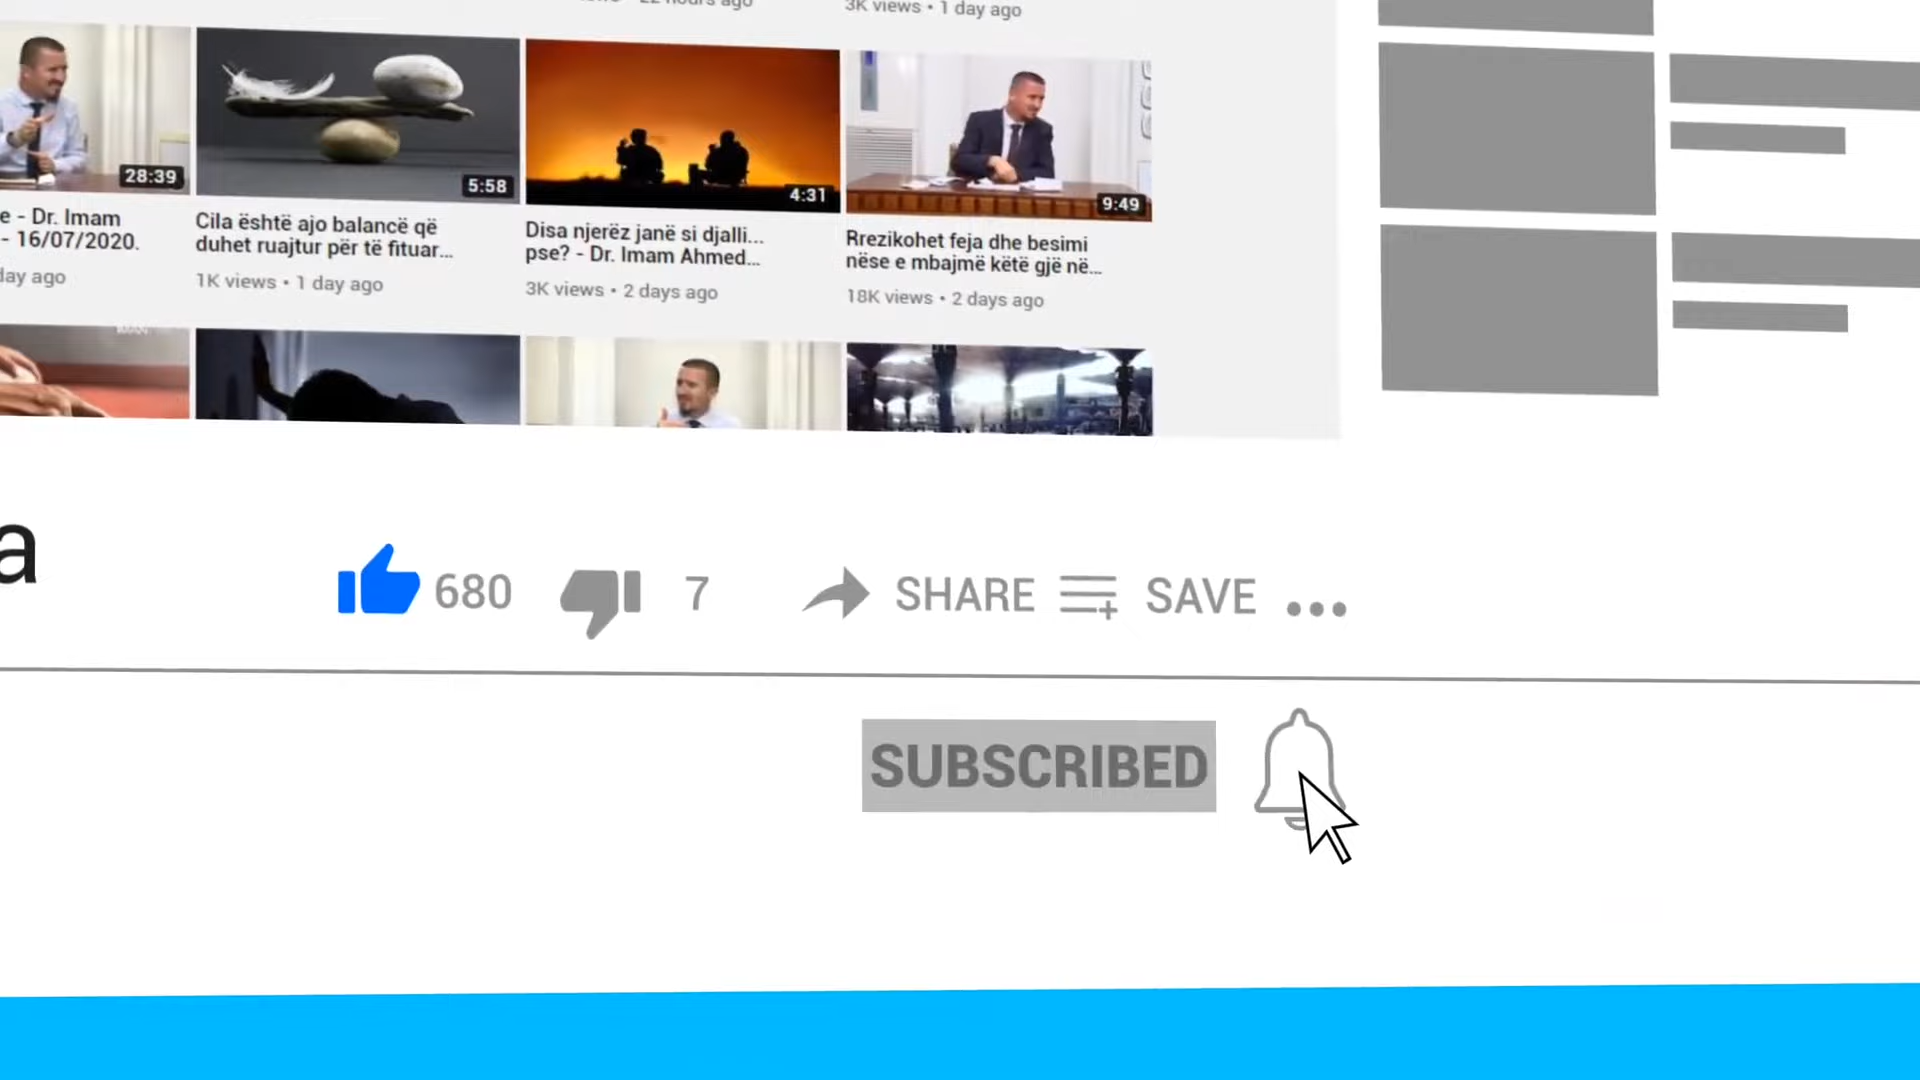 22 hours ago
3K views • 1 day ago
28:39
5:58
4:31
9:49
e - Dr. Imam
- 16/07/2020.
day ago
Cila është ajo balancë që
duhet ruajtur për të fituar...
1K views • 1 day ago
Disa njerëz janë si djalli...
pse? - Dr. Imam Ahmed...
3K views • 2 days ago
Rrezikohet feja dhe besimi
nëse e mbajmë këtë gjë në...
18K views • 2 days ago
a
680
7
SHARE
SAVE
SUBSCRIBED